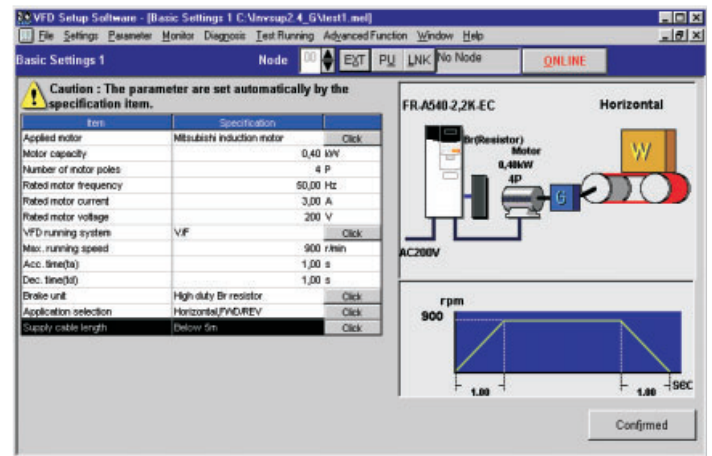 VFD Setup Software - [Basic Settings 1 C:\Invsup2.4_G\test1.mel]
File Settings Parameter Monitor Diagnosis Test Running Advanced Function Window Help
Basic Settings 1 Node 00 EXT PU LNK No Node ONLINE
Caution : The parameter are set automatically by the
specification item.
Item Specification
Applied motor Mitsubishi induction motor Click
Motor capacity 0,40 kW
Number of motor poles 4 P
Rated motor frequency 50,00 Hz
Rated motor current 3,00 A
Rated motor voltage 200 V
VFD running system V/F Click
Max. running speed 900 r/min
Acc. time(ta) 1,00 s
Dec. time(td) 1,00 s
Brake unit High duty Br resistor Click
Application selection Horizontal,FWD/REV Click
Supply cable length Below 5m Click
FR-A540-2,2K-EC Horizontal
Br(Resistor)
Motor
0,40kW
4P
G
W
AC200V
rpm
900
1.00 1.00 sec
Confirmed